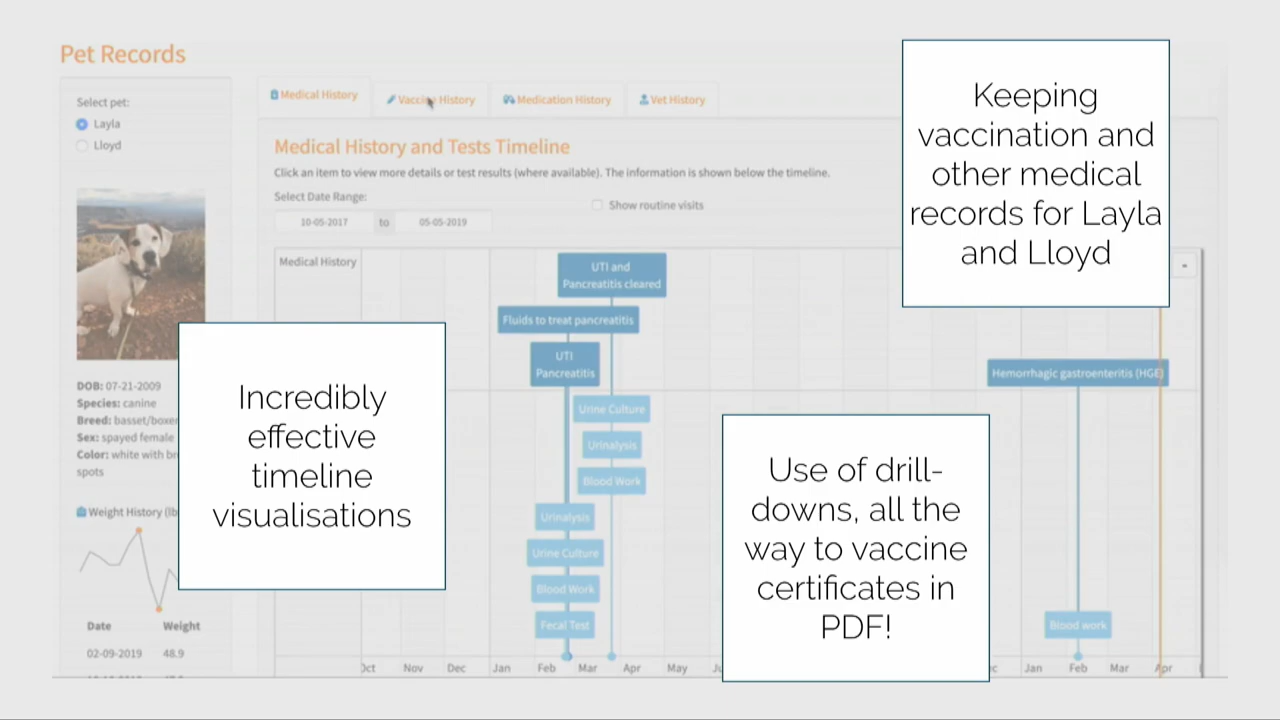 Pet Records
Select pet:
Layla
Lloyd
DOB: 07-21-2009
Species: canine
Breed: basset/boxer
Sex: spayed female
Color: white with
spots
Weight History
Date Weight
02-09-2019 48.9
Medical History
Vaccine History
Medication History
Vet History
Medical History and Tests Timeline
Click an item to view more details or test results (where available). The information is shown below the timeline.
Select Date Range:
10-05-2017 to 05-05-2019
Show routine visits
Medical History
UTI and
Pancreatitis cleared
Fluids to treat pancreatitis
UTI
Pancreatitis
Hemorrhagic gastroenteritis (HGE)
Urine Culture
Urinalysis
Blood Work
Urinalysis
Urine Culture
Blood Work
Fecal Test
Blood work
Oct Nov Dec Jan Feb Mar Apr May Jan Feb Mar Apr
Keeping
vaccination and
other medical
records for Layla
and Lloyd
Incredibly
effective
timeline
visualisations
Use of drill-
downs, all the
way to vaccine
certificates in
PDF!